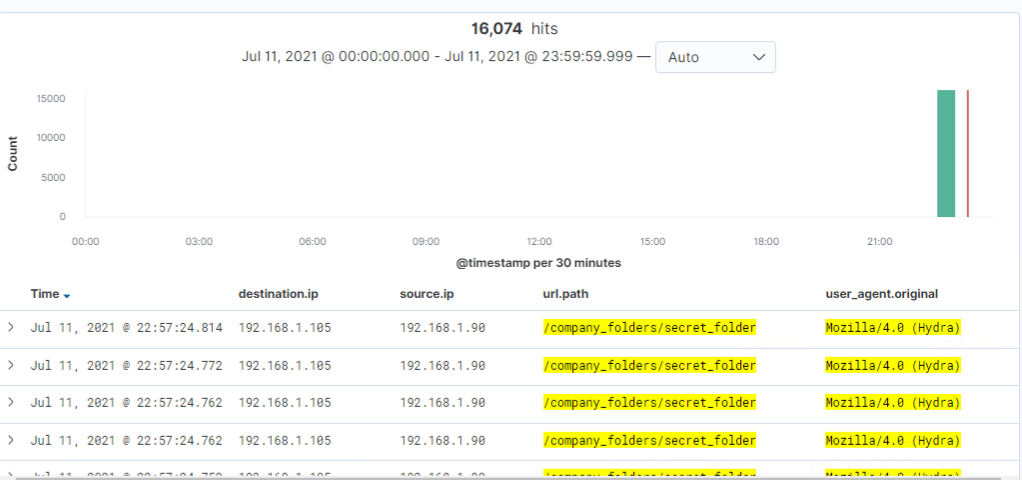 16,074 hits
Jul 11, 2021 @ 00:00:00.000 - Jul 11, 2021 @ 23:59:59.999 — Auto
15000
10000
5000
0
Count
00:00 03:00 06:00 09:00 12:00 15:00 18:00 21:00
@timestamp per 30 minutes
Time destination.ip source.ip url.path user_agent.original
Jul 11, 2021 @ 22:57:24.814 192.168.1.105 192.168.1.90 /company_folders/secret_folder Mozilla/4.0 (Hydra)
Jul 11, 2021 @ 22:57:24.772 192.168.1.105 192.168.1.90 /company_folders/secret_folder Mozilla/4.0 (Hydra)
Jul 11, 2021 @ 22:57:24.762 192.168.1.105 192.168.1.90 /company_folders/secret_folder Mozilla/4.0 (Hydra)
Jul 11, 2021 @ 22:57:24.762 192.168.1.105 192.168.1.90 /company_folders/secret_folder Mozilla/4.0 (Hydra)